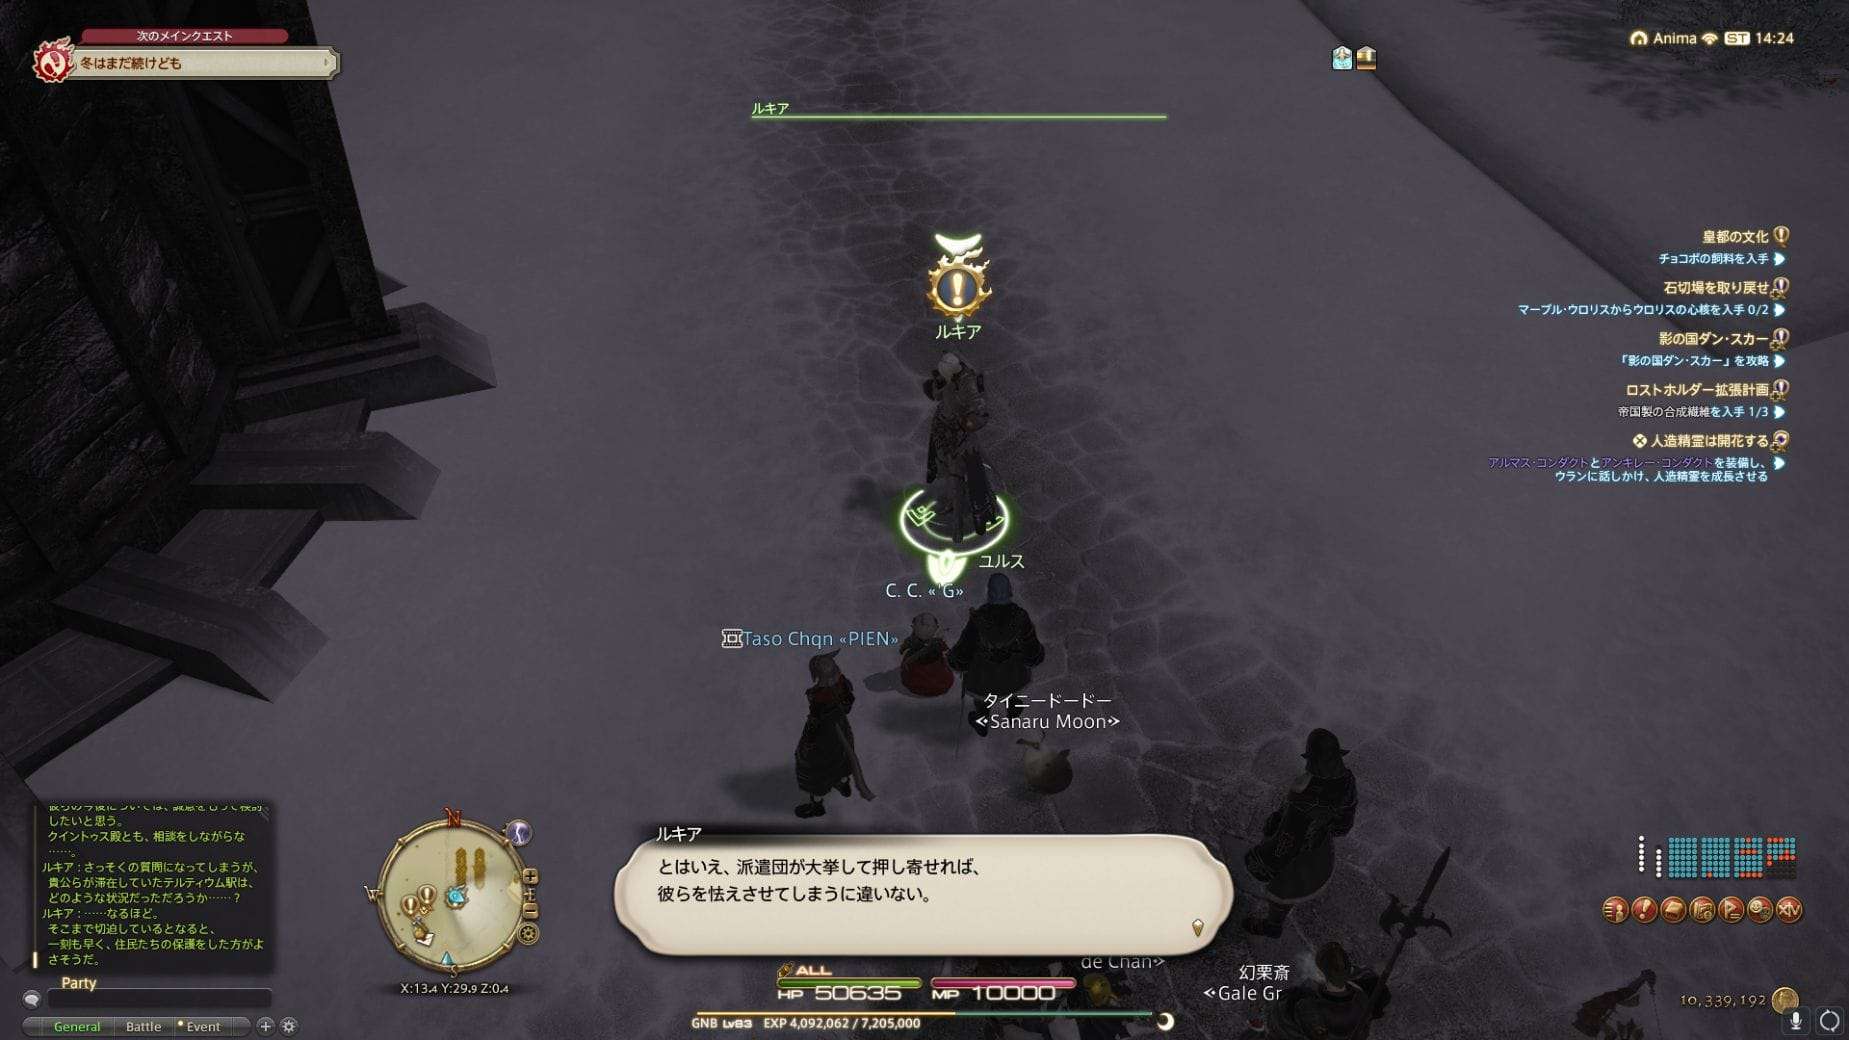 次のメインクエスト
冬はまだ続けども
Anima ST 14:24
ルキア
皇都の文化
チョコボの飼料を入手
石切場を取り戻せ
マーブル・ウロリスからウロリスの心核を入手 0/2
影の国ダン・スカー
「影の国ダン・スカー」を攻略
ロストホルダー拡張計画
帝国製の合成繊維を入手 1/3
人造精霊は開花する
アルマス・コンダクトとアンキレー・コンダクトを装備し、
ウランに話しかけ、人造精霊を成長させる
ルキア
ユルス
C. C. «'G»
Taso Chqn «PIEN»
タイニードードー
Sanaru Moon
したいと思う。
クイントゥス殿とも、相談をしながらな
……。
ルキア：さっそくの質問になってしまうが、
貴公らが滞在していたテルティウム駅は、
どのような状況だっただろうか……？
ルキア：……なるほど。
そこまで切迫しているとなると、
一刻も早く、住民たちの保護をした方がよ
さそうだ。
Party
General Battle Event
N
W
S
X:13.4 Y:29.9 Z:0.4
ルキア
とはいえ、派遣団が大挙して押し寄せれば、
彼らを怯えさせてしまうに違いない。
de Chan
幻栗斎
Gale Gr
ALL
HP 50635 MP 10000
GNB Lv83 EXP 4,092,062 / 7,205,000
XIV
10,339,192